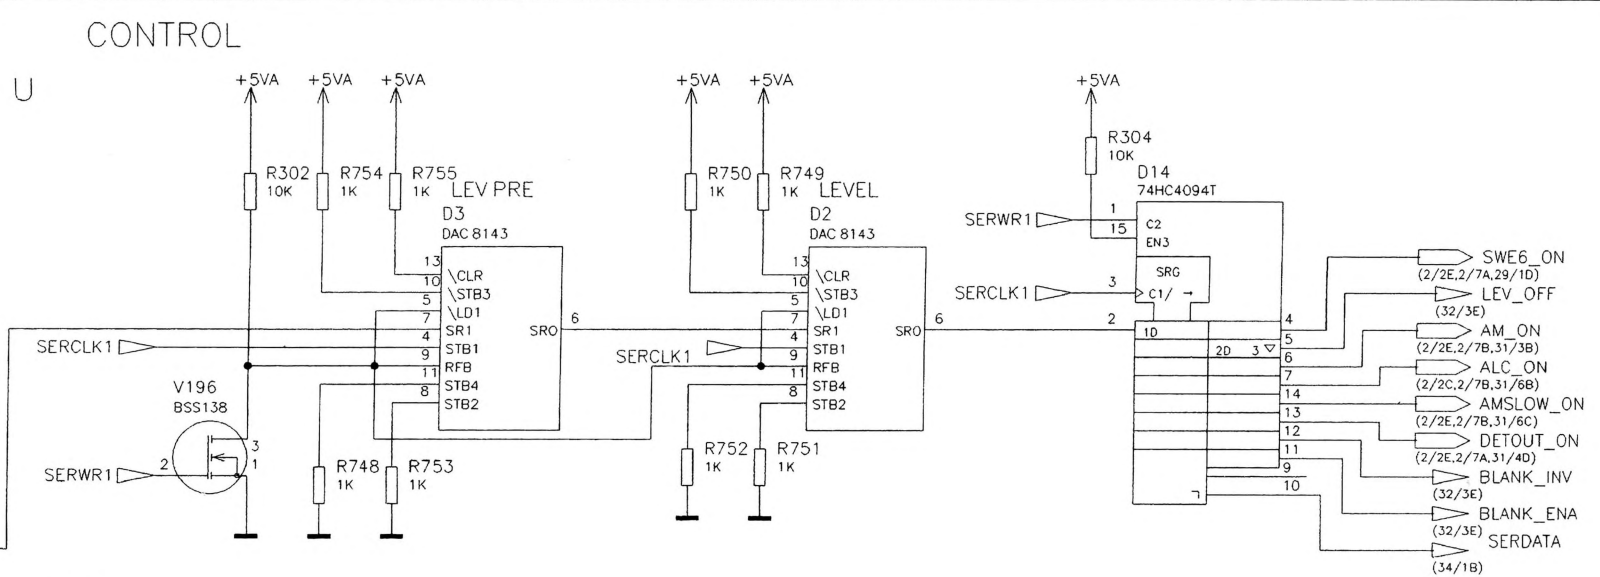 CONTROL
U
+5VA +5VA +5VA +5VA +5VA +5VA
R304
10K
R302
10K
R754
1K
R755
1K
LEV PRE
D3
DAC 8143
R750
1K
R749
1K
LEVEL
D2
DAC 8143
D14
74HC4094T
SERWR1
1
C2
15
EN3
SRG
SERCLK1
3
C1/ →
13
\CLR
10
\STB3
5
\LD1
7
SR1
SRO
6
SERCLK1
4
STB1
9
RFB
11
STB4
8
STB2
13
\CLR
10
\STB3
5
\LD1
7
SR1
SRO
6
SERCLK1
4
STB1
9
RFB
11
STB4
8
STB2
2
1D
2D 3
4
5
6
7
14
13
12
11
9
10
SWE6_ON
(2/2E,2/7A,29/1D)
LEV_OFF
(32/3E)
AM_ON
(2/2E,2/7B,31/3B)
ALC_ON
(2/2C,2/7B,31/6B)
AMSLOW_ON
(2/2E,2/7B,31/6C)
DETOUT_ON
(2/2E,2/7A,31/4D)
BLANK_INV
(32/3E)
BLANK_ENA
(32/3E)
SERDATA
(34/1B)
V196
BSS138
3
1
SERWR1
2
R748
1K
R753
1K
R752
1K
R751
1K